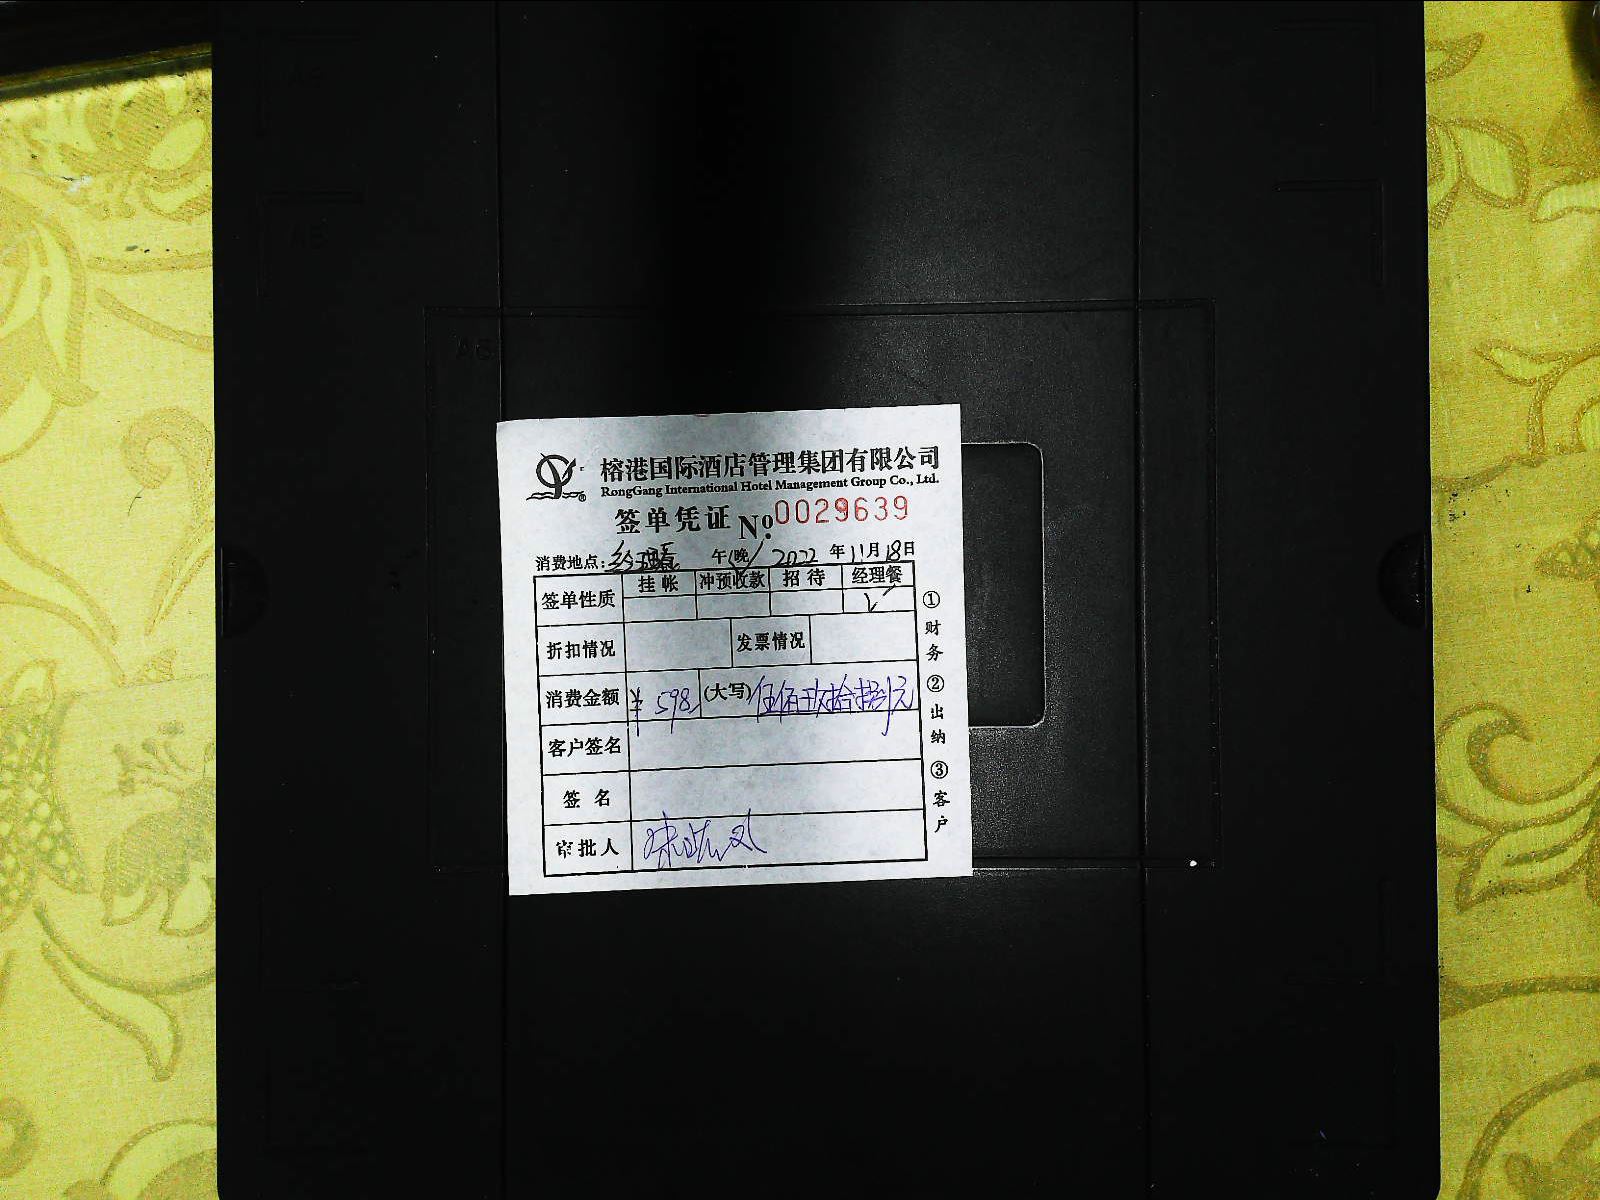 榕港国际酒店管理集团有限公司
RongGang International Hotel Management Group Co., Ltd.
签单凭证 No 0029639
消费地点: 午(晚) 2022 年 11 月 18 日
签单性质 挂帐 冲预收款 招待 经理餐
✓
折扣情况 发票情况
消费金额 ¥ 598 (大写) 伍佰玖拾捌元
客户签名
签名
审批人
①财务 ②出纳 ③客户
A6